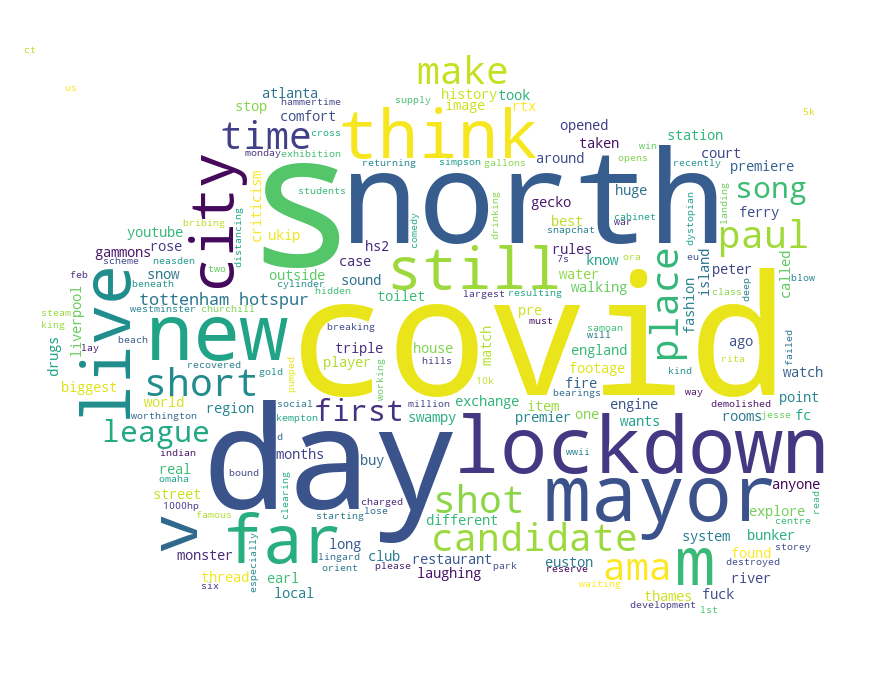 ct
us
make
atlanta
hammertime
supply
history
took
image
rtx
5k
stop
comfort
time
cross
think
opened
taken
station
win
monday
exhibition
returning
simpson
gallons
around
court
opens
recently
premiere
city
criticism
s
students
north
gecko
huge
song
landing
ferry
bribing
distancing
ukip
comedy
drinking
best
snapchat
war
cabinet
dystopian
paul
youtube
rose
gammons
scheme
neasden
two
outside
hs2
case
still
7s
rules
know
ora
eu
island
peter
called
feb
snow
beneath
cylinder
sound
water
walking
place
fashion
class
deep
blow
live
tottenham hotspur
hidden
toilet
largest
resulting
covid
samoan
steam
king
liverpool
westminster
churchill
new
breaking
pre
must
will
lay
beach
triple
house
match
england
ago
rita
failed
drugs
recovered
gold
pumped
player
hills
footage
kind
watch
biggest
short
working
10k
fire
bearings
way
point
world
region
social
first
million
exchange
item
engine
demolished
worthington
kempton
swampy
premier
one
wants
rooms
jesse
fc
league
d
day
lockdown
indian
months
buy
wwii
real
omaha
bound
clearing
charged
shot
mayor
anyone
street
1000hp
famous
starting
lose
different
explore
centre
read
v
far
candidate
system
bunker
storey
monster
especially
long
lingard
orient
club
please
restaurant
park
euston
reserve
ama
m
found
destroyed
thread
six
earl
laughing
waiting
river
local
thames
fuck
development
lst